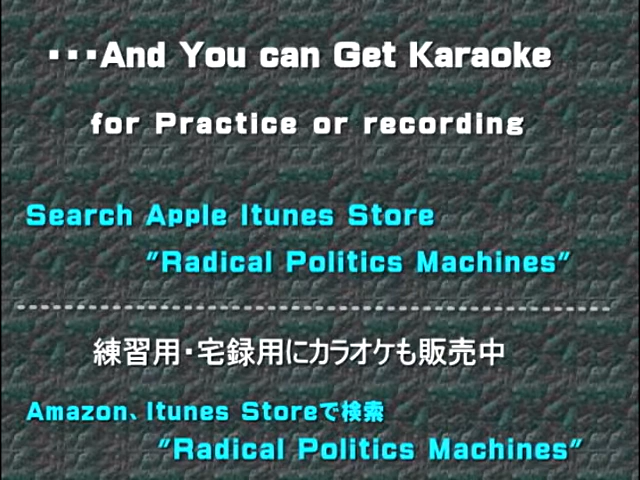 ・・・And You can Get Karaoke
for Practice or recording
Search Apple Itunes Store
"Radical Politics Machines"
練習用・宅録用にカラオケも販売中
Amazon、Itunes Storeで検索
"Radical Politics Machines"